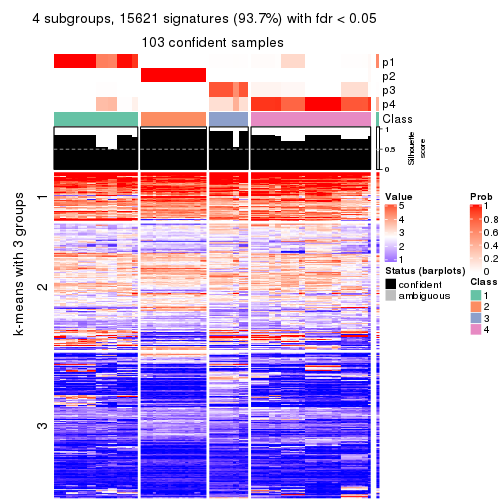 4 subgroups, 15621 signatures (93.7%) with fdr < 0.05
103 confident samples
p1
p2
p3
p4
Class
1
0.5
0
Silhouette
score
k-means with 3 groups
1
2
3
Value
5
4
3
2
1
Prob
1
0.8
0.6
0.4
0.2
0
Status (barplots)
confident
ambiguous
Class
1
2
3
4